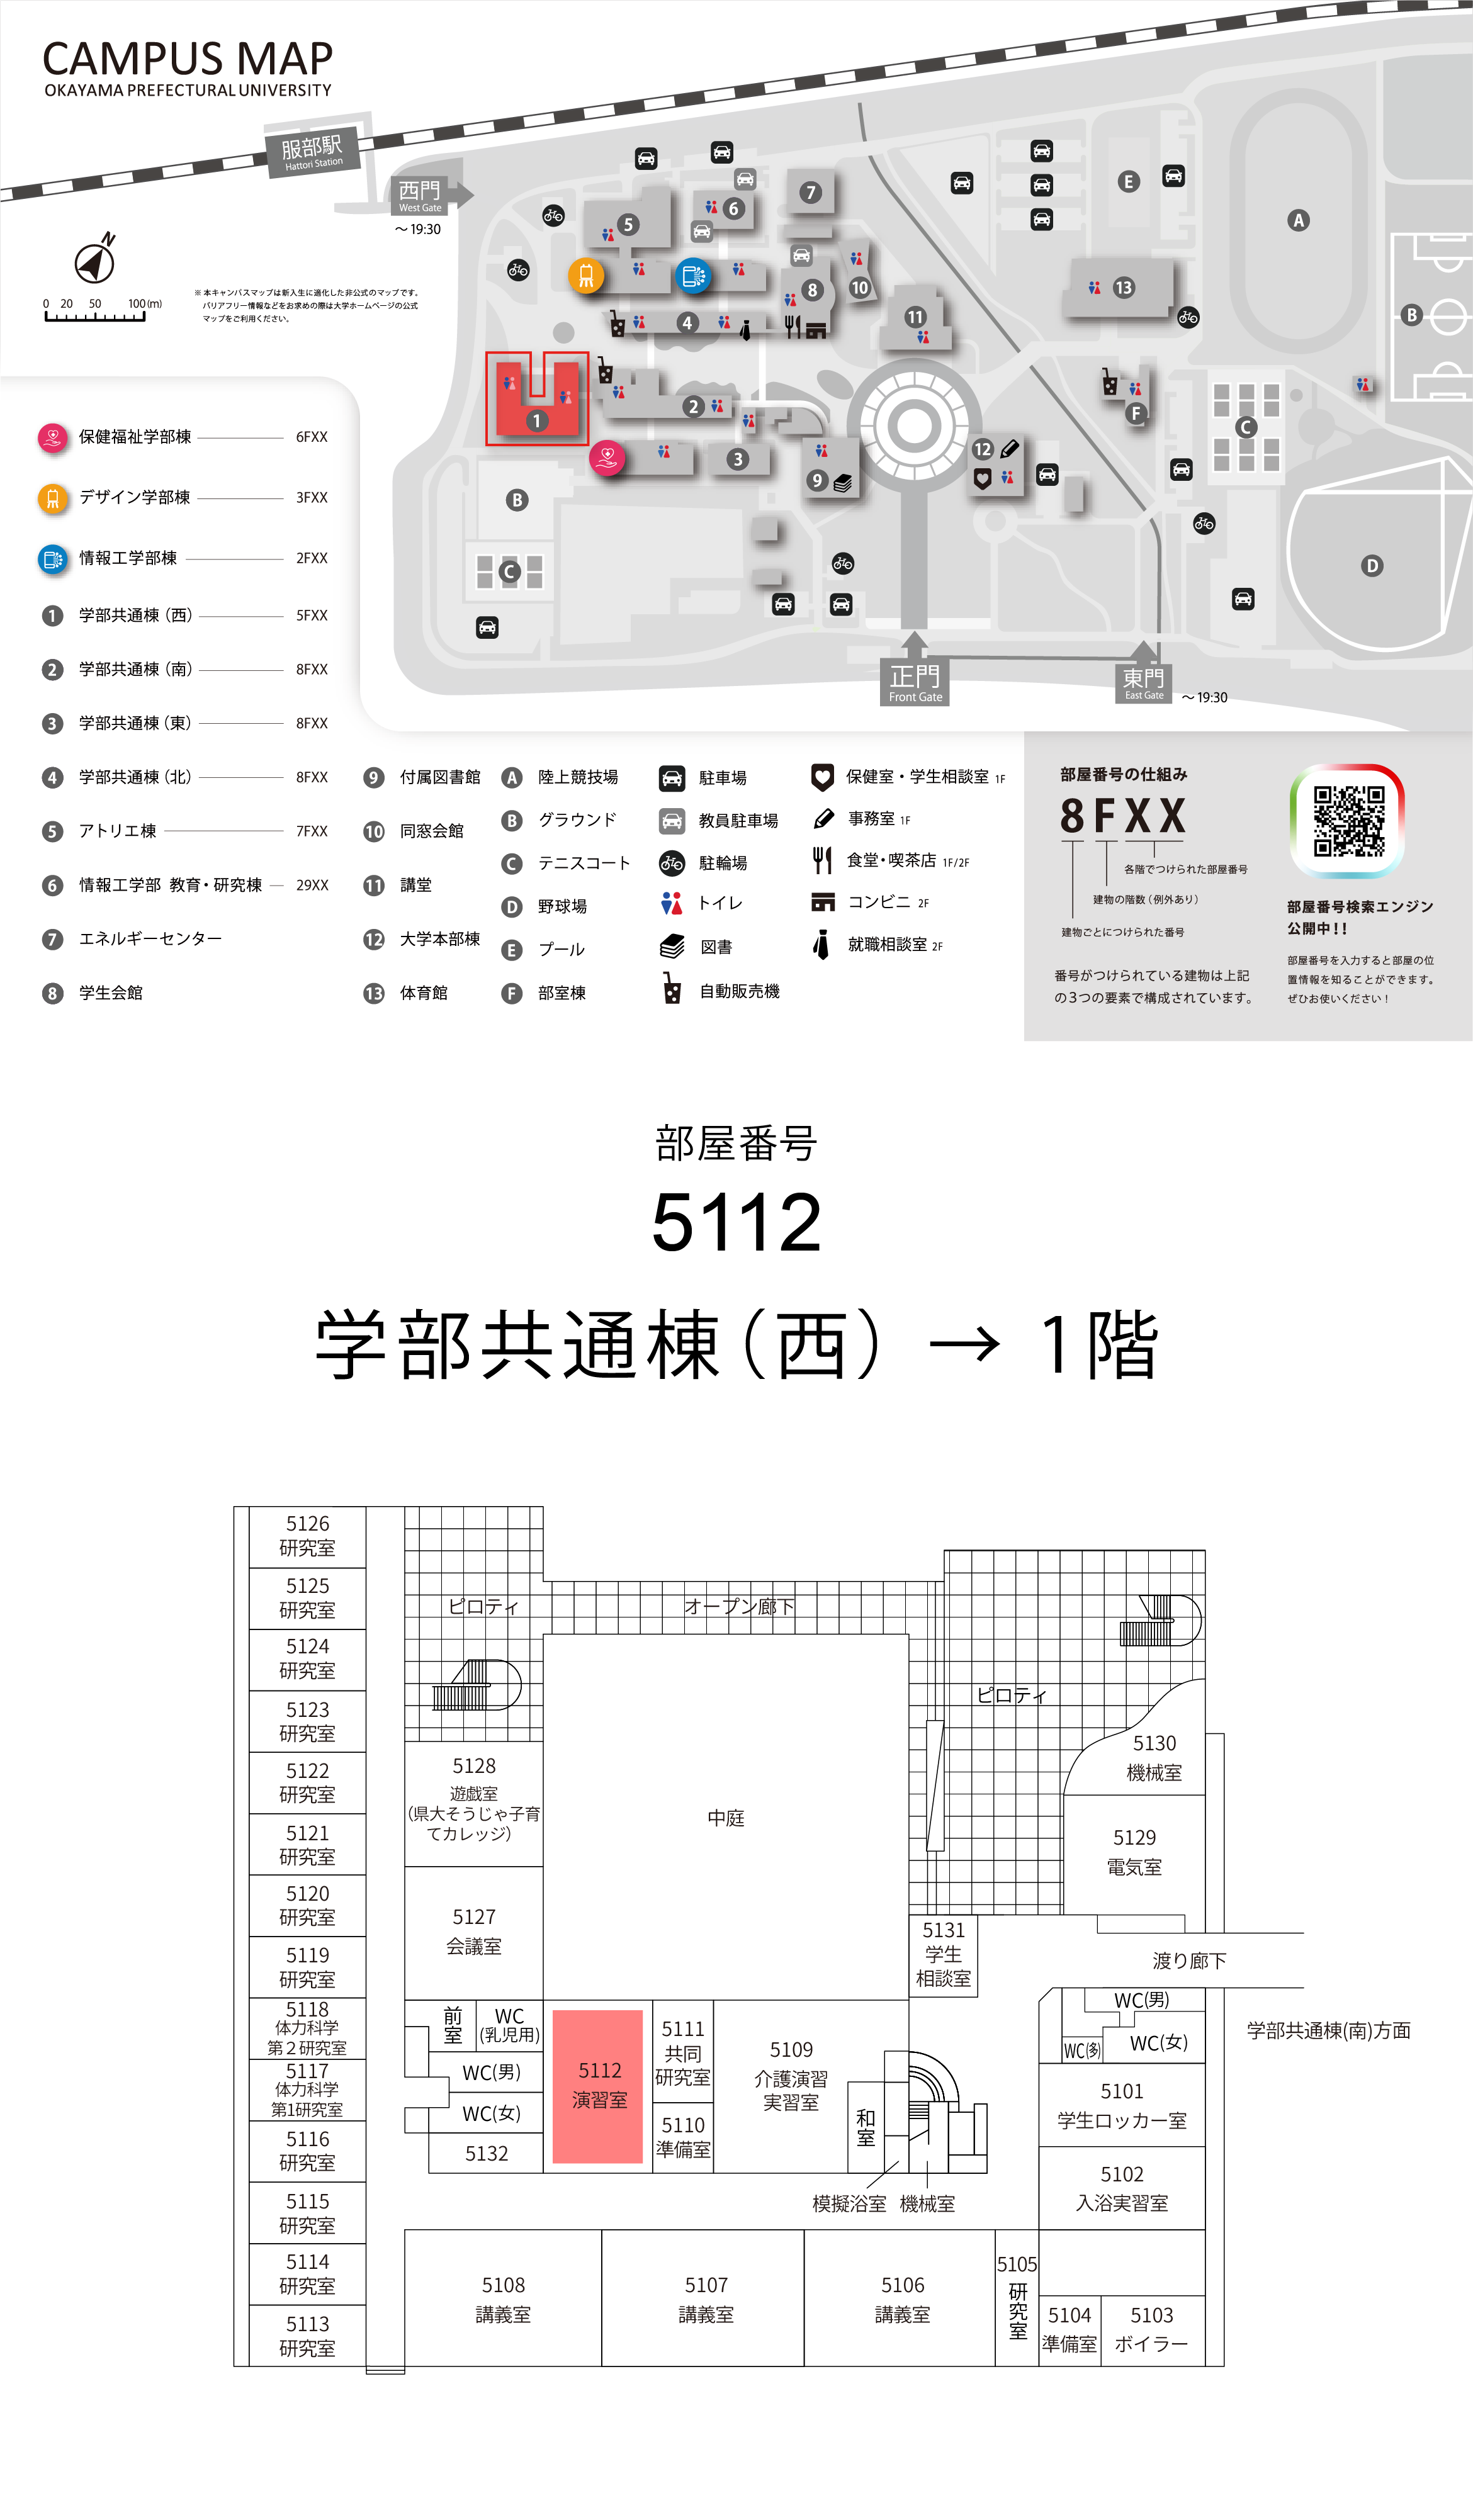 CAMPUS MAP
OKAYAMA PREFECTURAL UNIVERSITY
服部駅
Hattori Station
西門
West Gate
～19:30
N
0 20 50 100(m)
※ 本キャンパスマップは新入生に適化した非公式のマップです。
バリアフリー情報などをお求めの際は大学ホームページの公式
マップをご利用ください。
5
6
7
8
10
4
11
13
E
A
B
1
2
3
9
12
F
C
B
C
D
正門
Front Gate
東門
East Gate
～19:30
保健福祉学部棟 6FXX
デザイン学部棟 3FXX
情報工学部棟 2FXX
1 学部共通棟（西） 5FXX
2 学部共通棟（南） 8FXX
3 学部共通棟（東） 8FXX
4 学部共通棟（北） 8FXX
5 アトリエ棟 7FXX
6 情報工学部 教育・研究棟 29XX
7 エネルギーセンター
8 学生会館
9 付属図書館
10 同窓会館
11 講堂
12 大学本部棟
13 体育館
A 陸上競技場
B グラウンド
C テニスコート
D 野球場
E プール
F 部室棟
駐車場
教員駐車場
駐輪場
トイレ
図書
自動販売機
保健室・学生相談室 1F
事務室 1F
食堂・喫茶店 1F/2F
コンビニ 2F
就職相談室 2F
部屋番号の仕組み
8FXX
各階でつけられた部屋番号
建物の階数（例外あり）
建物ごとにつけられた番号
番号がつけられている建物は上記
の３つの要素で構成されています。
部屋番号検索エンジン
公開中！！
部屋番号を入力すると部屋の位
置情報を知ることができます。
ぜひお使いください！
部屋番号
5112
学部共通棟（西）→ 1階
5126
研究室
5125
研究室
5124
研究室
5123
研究室
5122
研究室
5121
研究室
5120
研究室
5119
研究室
5118
体力科学
第２研究室
5117
体力科学
第1研究室
5116
研究室
5115
研究室
5114
研究室
5113
研究室
ピロティ
オープン廊下
ピロティ
5128
遊戯室
（県大そうじゃ子育
てカレッジ）
5127
会議室
中庭
5130
機械室
5129
電気室
5131
学生
相談室
渡り廊下
学部共通棟(南)方面
前室
WC
(乳児用)
WC(男)
WC(女)
5132
5112
演習室
5111
共同
研究室
5110
準備室
5109
介護演習
実習室
和室
模擬浴室
機械室
WC(男)
WC(多)
WC(女)
5101
学生ロッカー室
5102
入浴実習室
5108
講義室
5107
講義室
5106
講義室
5105
研究室
5104
準備室
5103
ボイラー